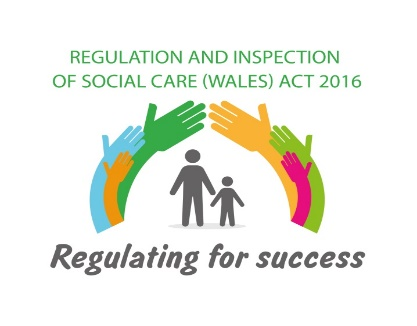 REGULATION AND INSPECTION
OF SOCIAL CARE (WALES) ACT 2016
Regulating for success